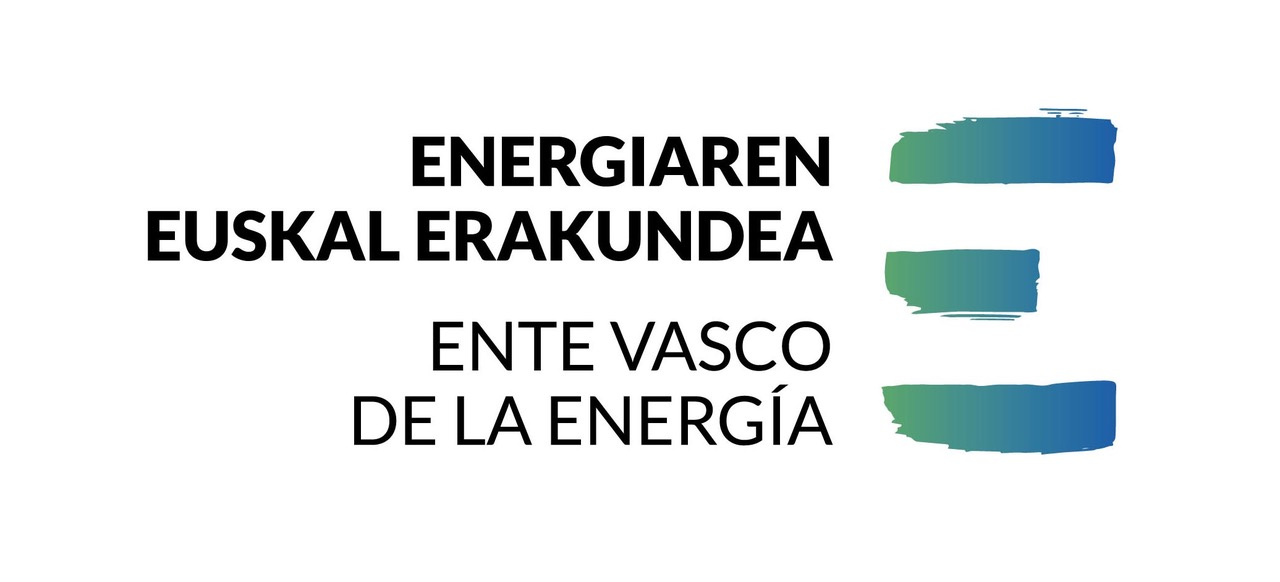 ENERGIAREN
EUSKAL ERAKUNDEA
ENTE VASCO
DE LA ENERGÍA